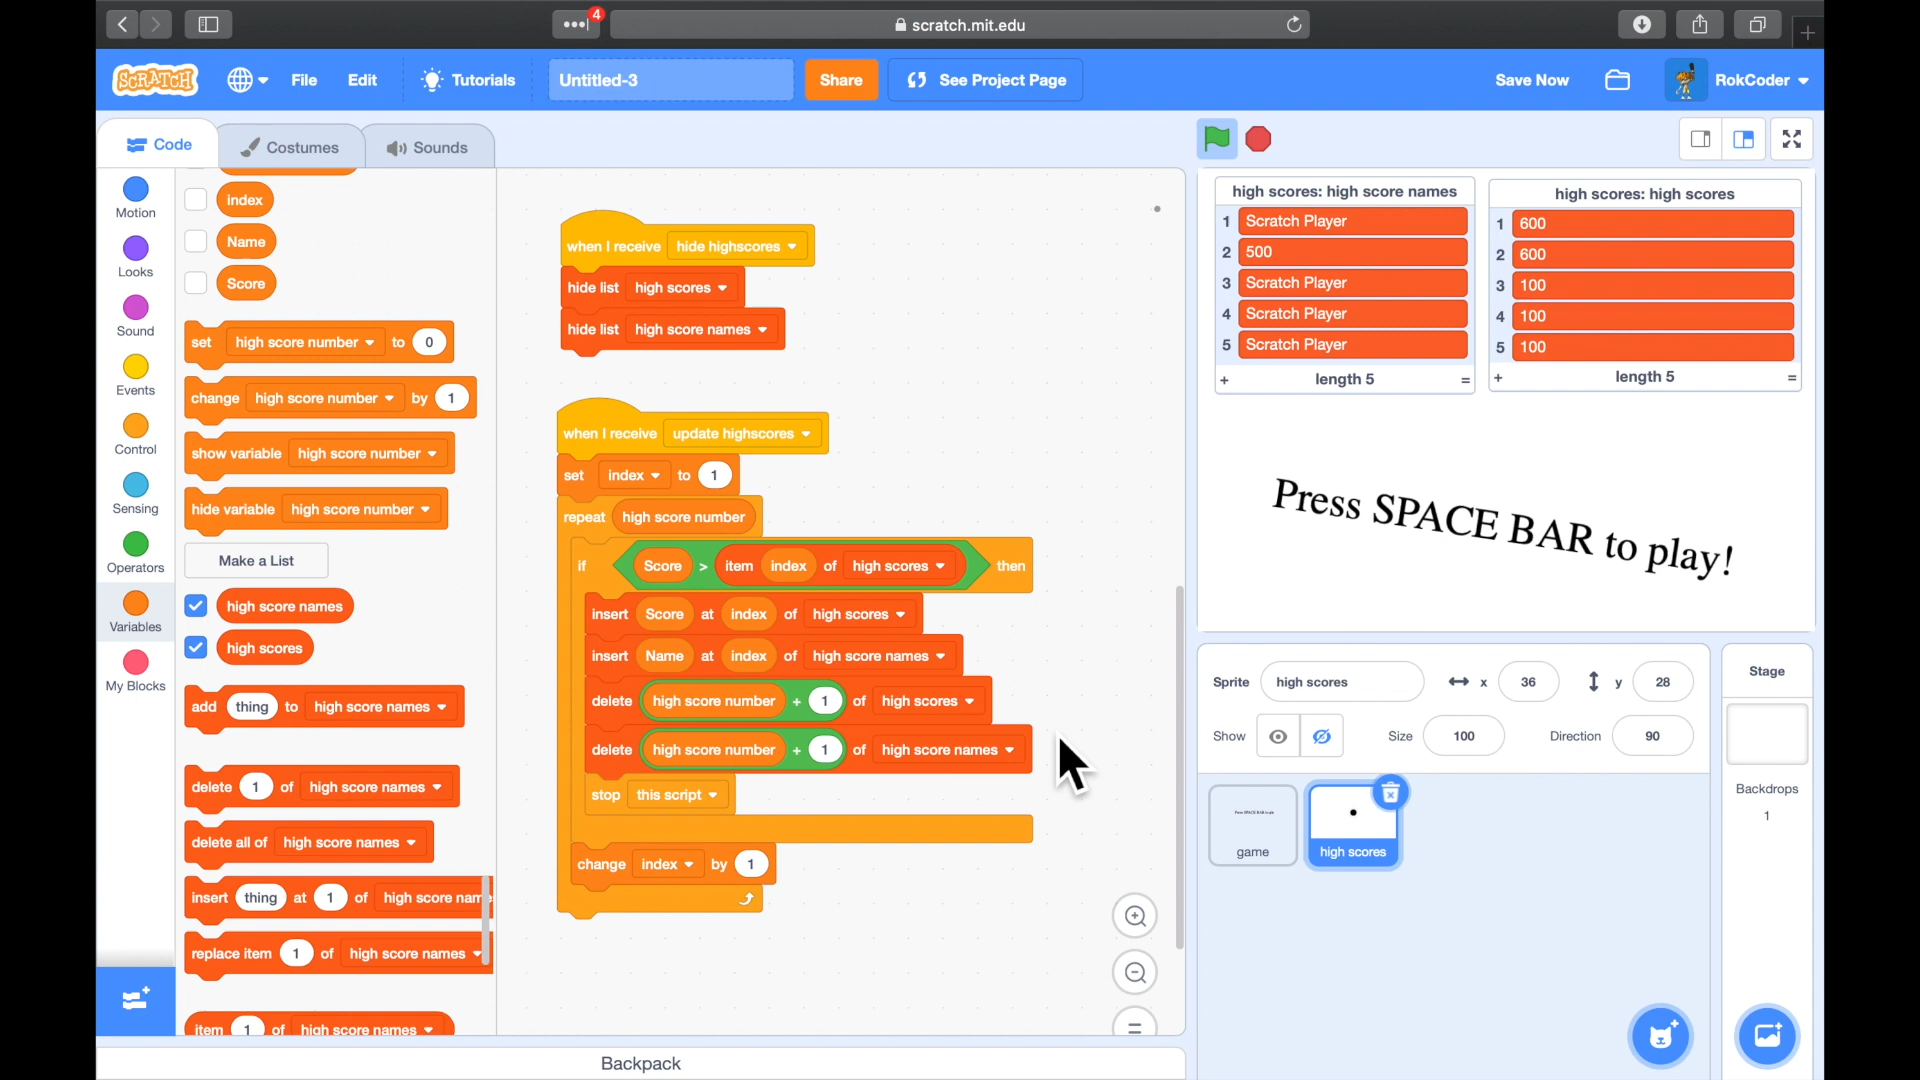 4
scratch.mit.edu
SCRATCH
File
Edit
Tutorials
Untitled-3
Share
See Project Page
Save Now
RokCoder
Code
Costumes
Sounds
Motion
Looks
Sound
Events
Control
Sensing
Operators
Variables
My Blocks
index
Name
Score
set high score number to 0
change high score number by 1
show variable high score number
hide variable high score number
Make a List
high score names
high scores
add thing to high score names
delete 1 of high score names
delete all of high score names
insert thing at 1 of high score name
replace item 1 of high score names
item 1 of high score names
when I receive hide highscores
hide list high scores
hide list high score names
when I receive update highscores
set index to 1
repeat high score number
if Score > item index of high scores then
insert Score at index of high scores
insert Name at index of high score names
delete high score number + 1 of high scores
delete high score number + 1 of high score names
stop this script
change index by 1
Backpack
high scores: high score names
1 Scratch Player
2 500
3 Scratch Player
4 Scratch Player
5 Scratch Player
+ length 5 =
high scores: high scores
1 600
2 600
3 100
4 100
5 100
+ length 5 =
Press SPACE BAR to play!
Sprite high scores x 36 y 28
Show Size 100 Direction 90
Press SPACE BAR to play
game
high scores
Stage
Backdrops
1